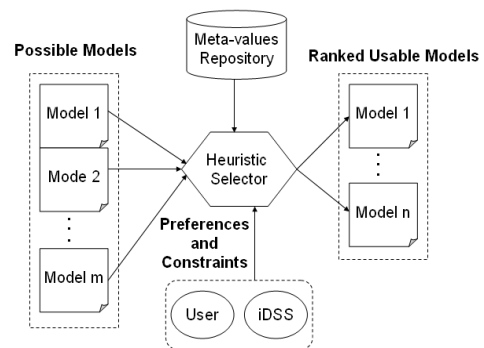 Possible Models
Model 1
Mode 2
Model m
Meta-values
Repository
Heuristic
Selector
Preferences
and
Constraints
User
iDSS
Ranked Usable Models
Model 1
Model n